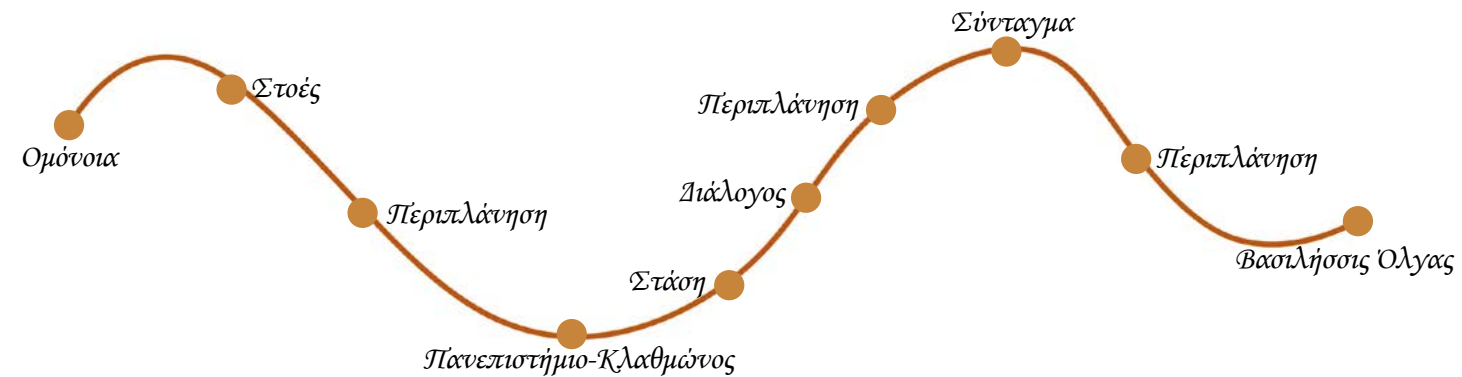 Ομόνοια
Στοές
Περιπλάνηση
Πανεπιστήμιο-Κλαθμώνος
Στάση
Διάλογος
Περιπλάνηση
Σύνταγμα
Περιπλάνηση
Βασιλήσσις Όλγας